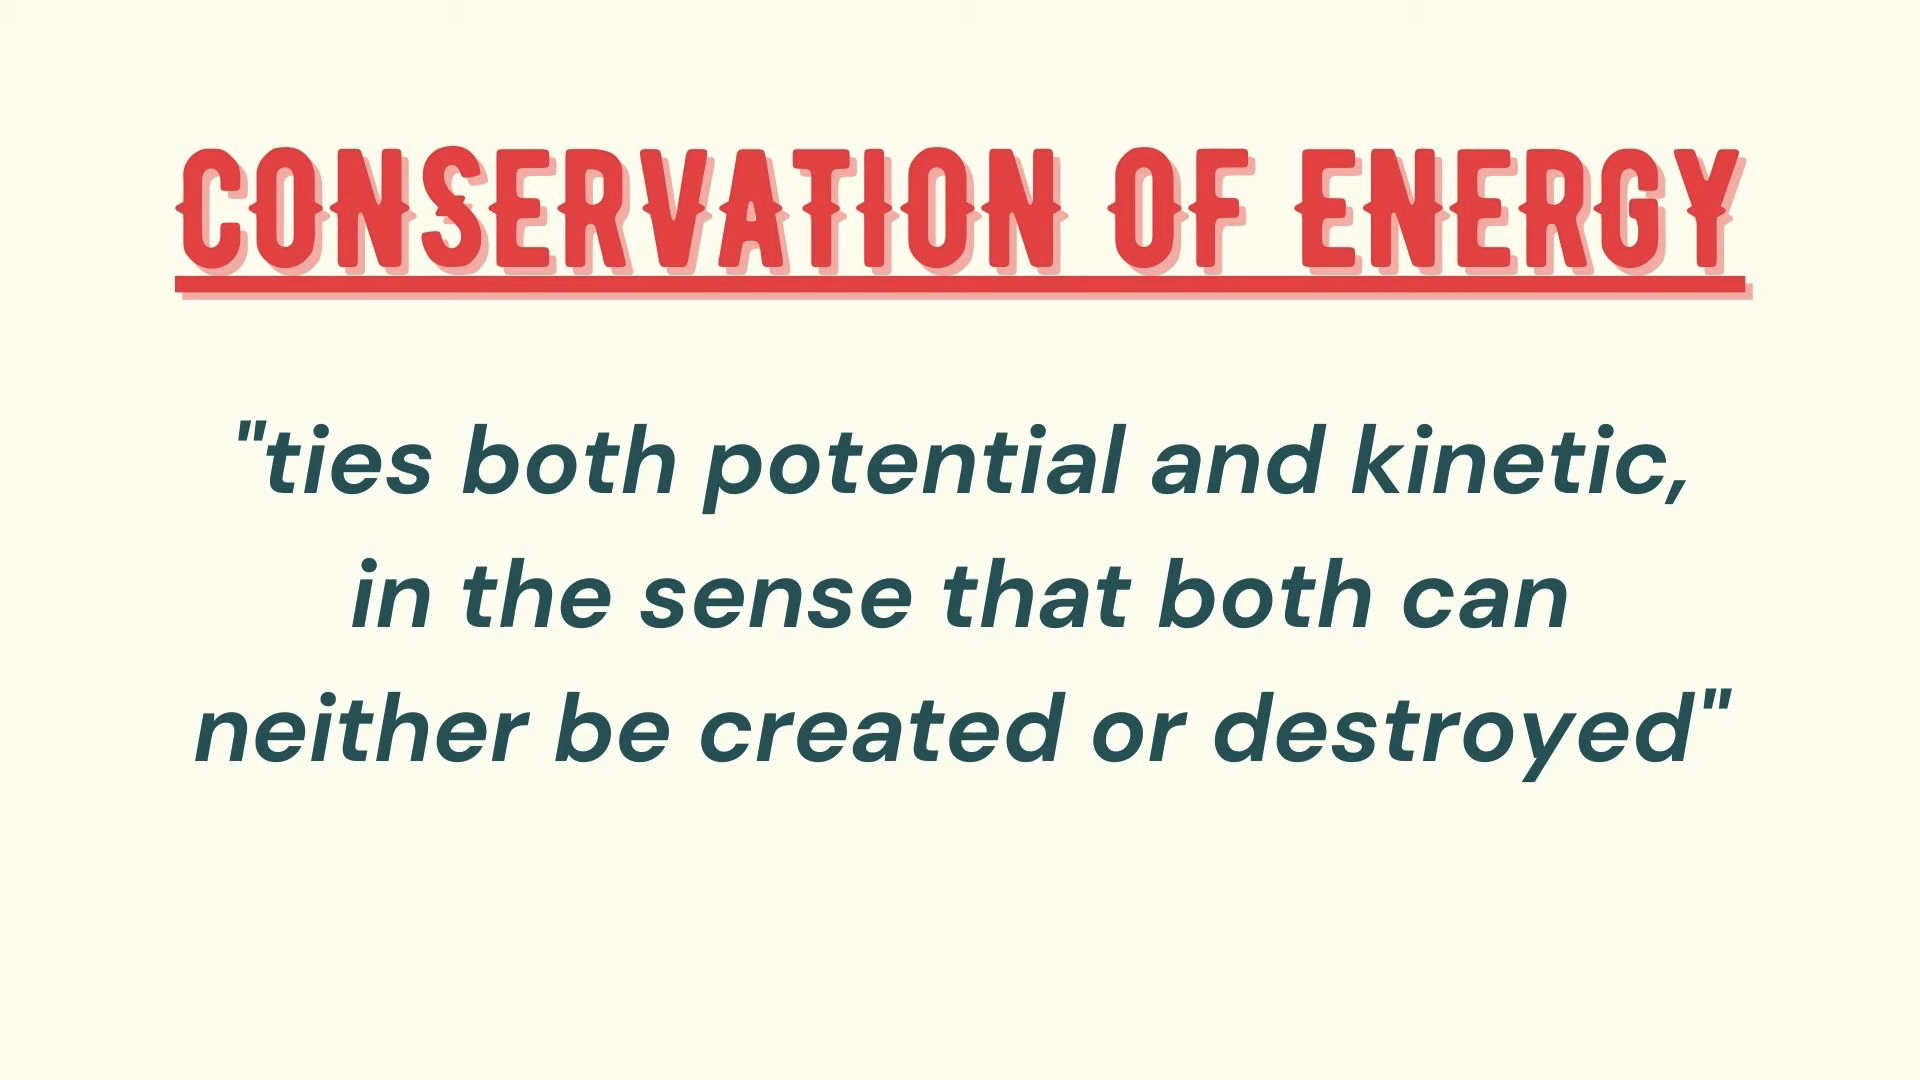 CONSERVATION OF ENERGY
"ties both potential and kinetic,
in the sense that both can
neither be created or destroyed"